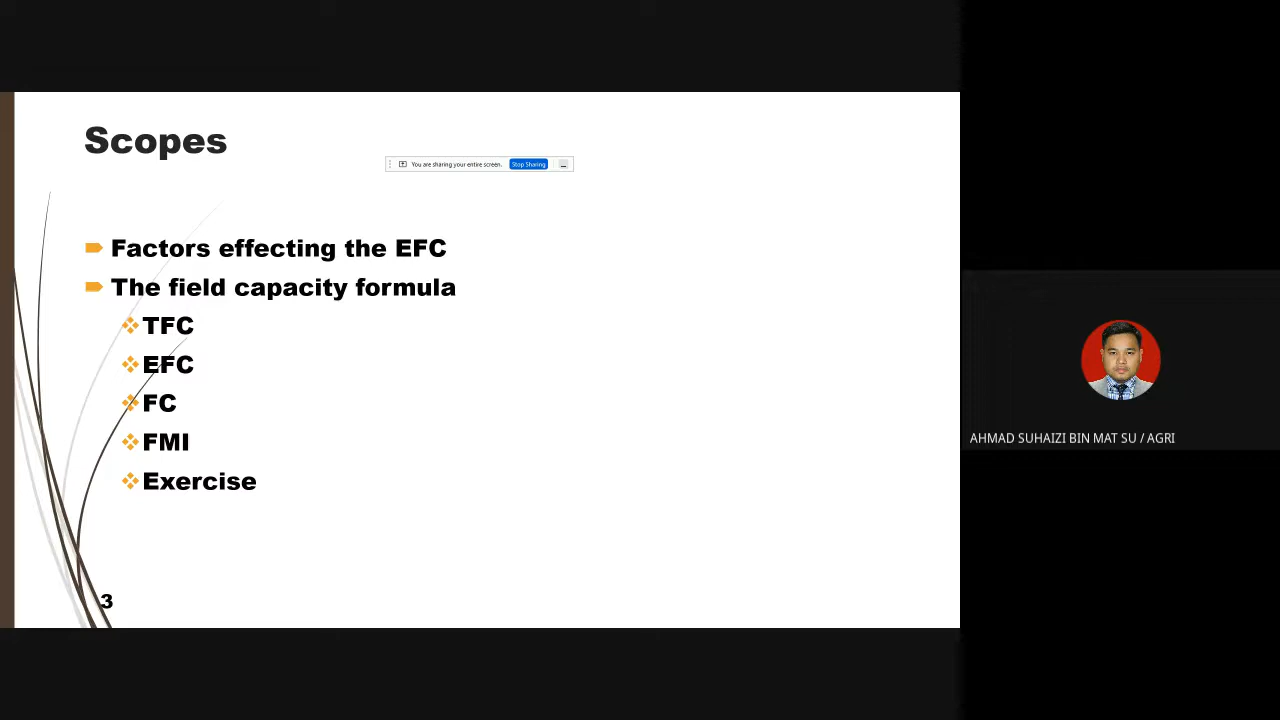 Scopes
You are sharing your entire screen. Stop Sharing
Factors effecting the EFC
The field capacity formula
TFC
EFC
FC
FMI
Exercise
3
AHMAD SUHAIZI BIN MAT SU / AGRI